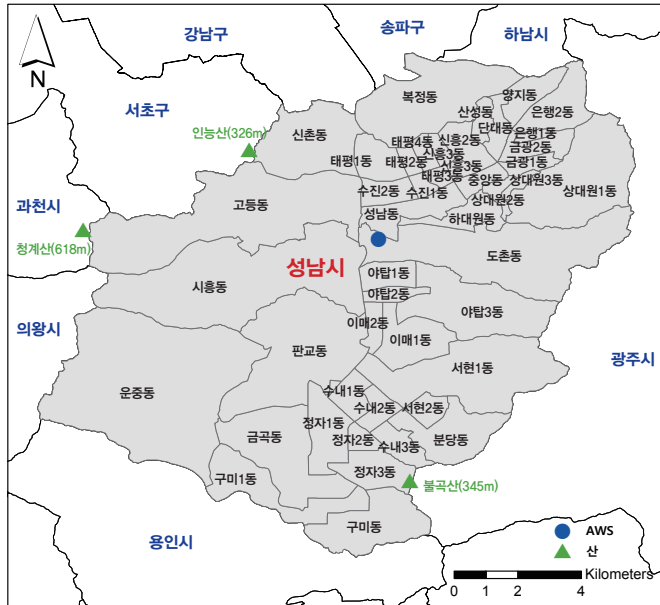 강남구
송파구
하남시
서초구
과천시
의왕시
용인시
광주시
성남시
N
인능산(326m)
청계산(618m)
불곡산(345m)
복정동
양지동
산성동
은행2동
단대동
은행1동
신촌동
태평4동
신흥2동
금광2동
태평1동
태평2동
신흥3동
신흥3동
금광1동
태평3동
중앙동
상대원3동
상대원1동
수진2동
수진1동
상대원2동
고등동
성남동
하대원동
도촌동
야탑1동
시흥동
야탑2동
야탑3동
이매2동
이매1동
판교동
서현1동
운중동
수내1동
수내2동
서현2동
정자1동
금곡동
정자2동
수내3동
분당동
구미1동
정자3동
구미동
AWS
산
Kilometers
0 1 2 4